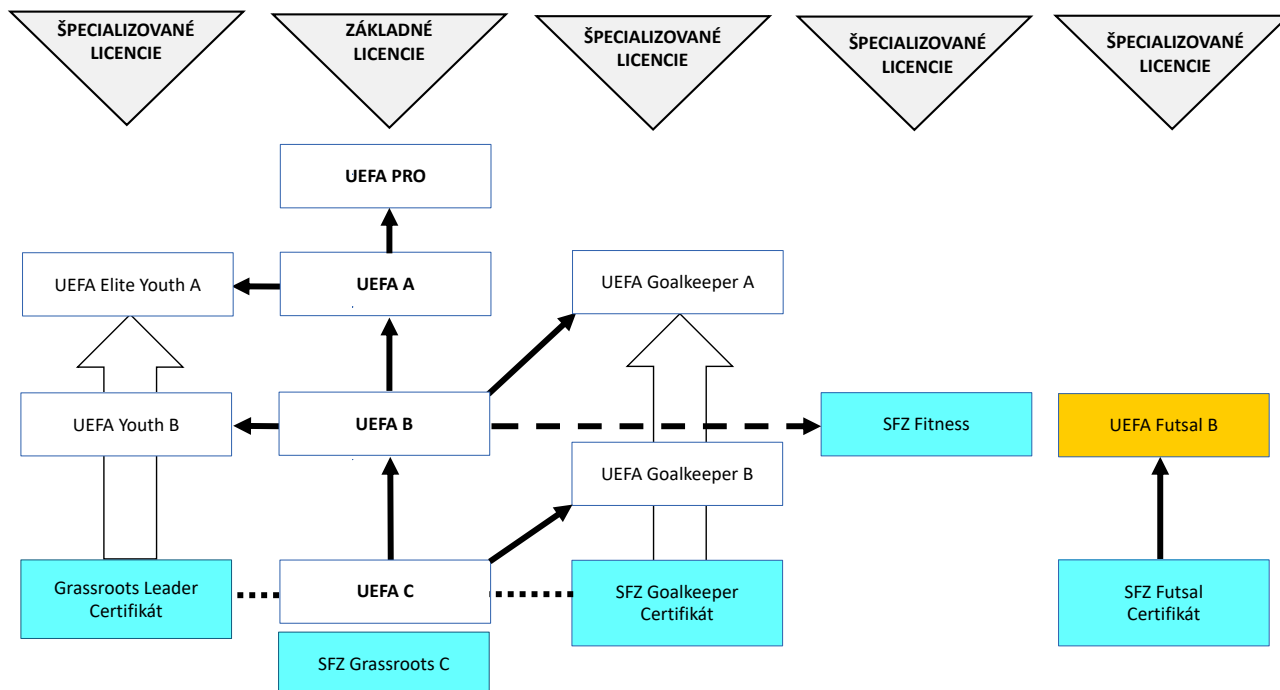 ŠPECIALIZOVANÉ
LICENCIE
ZÁKLADNÉ
LICENCIE
ŠPECIALIZOVANÉ
LICENCIE
ŠPECIALIZOVANÉ
LICENCIE
ŠPECIALIZOVANÉ
LICENCIE
UEFA PRO
UEFA Elite Youth A
UEFA A
UEFA Goalkeeper A
UEFA Youth B
UEFA B
SFZ Fitness
UEFA Futsal B
UEFA Goalkeeper B
Grassroots Leader
Certifikát
UEFA C
SFZ Goalkeeper
Certifikát
SFZ Futsal
Certifikát
SFZ Grassroots C